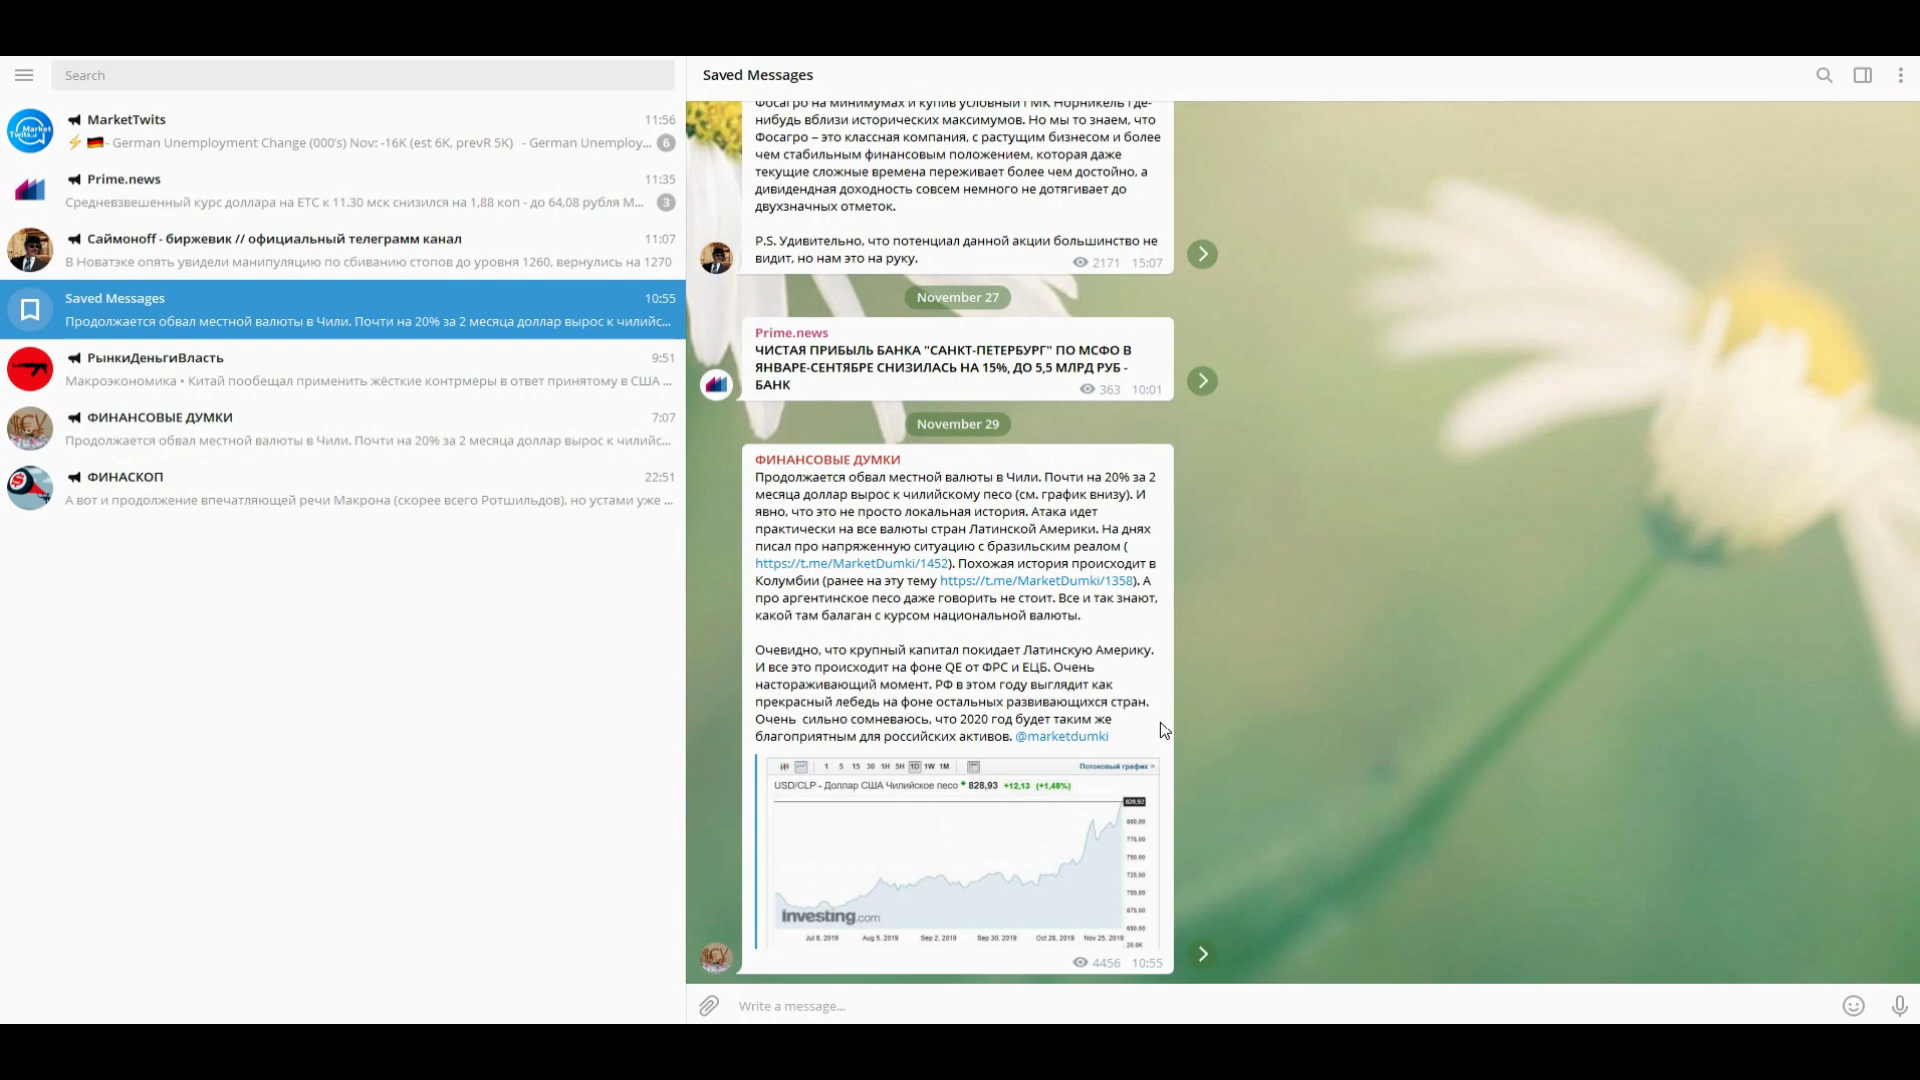 Search
MarketTwits
11:56
⚡ 🇩🇪 - German Unemployment Change (000's) Nov: -16K (est 6K, prevR 5K) - German Unemploy...
6
Prime.news
11:35
Средневзвешенный курс доллара на ЕТС к 11.30 мск снизился на 1,88 коп - до 64,08 рубля М...
3
Саймоноff - биржевик // официальный телеграмм канал
11:07
В Новатэке опять увидели манипуляцию по сбиванию стопов до уровня 1260, вернулись на 1270
Saved Messages
10:55
Продолжается обвал местной валюты в Чили. Почти на 20% за 2 месяца доллар вырос к чилийс...
РынкиДеньгиВласть
9:51
Макроэкономика • Китай пообещал применить жёсткие контрмеры в ответ принятому в США ...
ФИНАНСОВЫЕ ДУМКИ
7:07
Продолжается обвал местной валюты в Чили. Почти на 20% за 2 месяца доллар вырос к чилийс...
ФИНАСКОП
22:51
А вот и продолжение впечатляющей речи Макрона (скорее всего Ротшильдов), но устами уже ...
Saved Messages
Фосагро на минимумах и купив условный ГМК Норникель где-
нибудь вблизи исторических максимумов. Но мы то знаем, что
Фосагро – это классная компания, с растущим бизнесом и более
чем стабильным финансовым положением, которая даже
текущие сложные времена переживает более чем достойно, а
дивидендная доходность совсем немного не дотягивает до
двухзначных отметок.
P.S. Удивительно, что потенциал данной акции большинство не
видит, но нам это на руку.
2171 15:07
November 27
Prime.news
ЧИСТАЯ ПРИБЫЛЬ БАНКА "САНКТ-ПЕТЕРБУРГ" ПО МСФО В
ЯНВАРЕ-СЕНТЯБРЕ СНИЗИЛАСЬ НА 15%, ДО 5,5 МЛРД РУБ -
БАНК
363 10:01
November 29
ФИНАНСОВЫЕ ДУМКИ
Продолжается обвал местной валюты в Чили. Почти на 20% за 2
месяца доллар вырос к чилийскому песо (см. график внизу). И
явно, что это не просто локальная история. Атака идет
практически на все валюты стран Латинской Америки. На днях
писал про напряженную ситуацию с бразильским реалом (
https://t.me/MarketDumki/1452). Похожая история происходит в
Колумбии (ранее на эту тему https://t.me/MarketDumki/1358). А
про аргентинское песо даже говорить не стоит. Все и так знают,
какой там балаган с курсом национальной валюты.
Очевидно, что крупный капитал покидает Латинскую Америку.
И все это происходит на фоне QE от ФРС и ЕЦБ. Очень
настораживающий момент. РФ в этом году выглядит как
прекрасный лебедь на фоне остальных развивающихся стран.
Очень сильно сомневаюсь, что 2020 год будет таким же
благоприятным для российских активов. @marketdumki
1 5 15 30 1H 5H 1D 1W 1M
Потоковый график »
USD/CLP - Доллар США Чилийское песо 828,93 +12,13 (+1,48%)
828,92
800.00
775.00
750.00
725.00
700.00
675.00
650.00
20.0K
Investing.com
Jul 8, 2019 Aug 5, 2019 Sep 2, 2019 Sep 30, 2019 Oct 28, 2019 Nov 25, 2019
4456 10:55
Write a message...